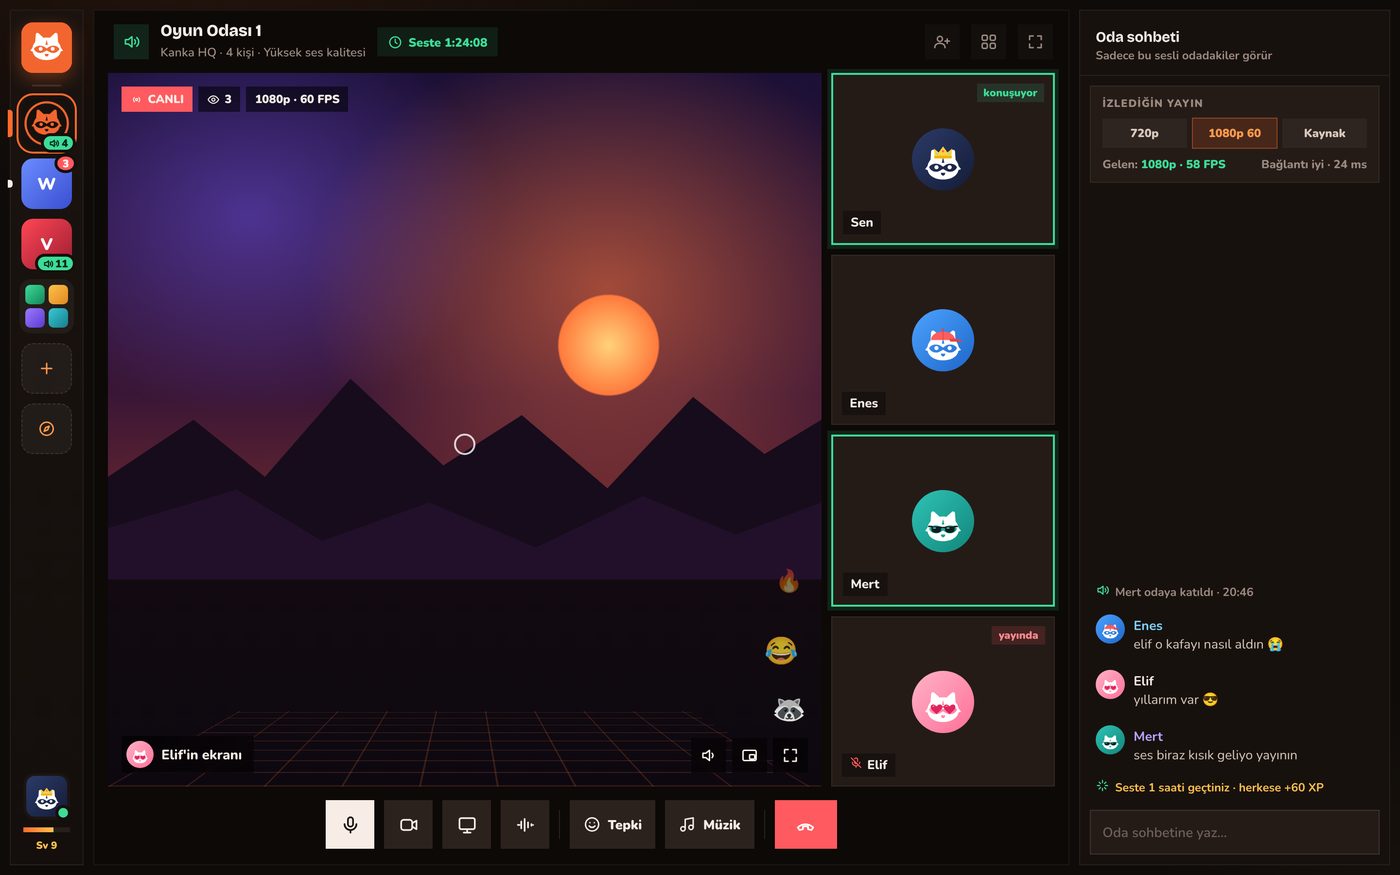 4
3
W
V
11
Sv 9
Oyun Odası 1
Kanka HQ · 4 kişi · Yüksek ses kalitesi
Seste 1:24:08
CANLI
3
1080p · 60 FPS
Elif'in ekranı
konuşuyor
Sen
Enes
Mert
yayında
Elif
Tepki
Müzik
Oda sohbeti
Sadece bu sesli odadakiler görür
İZLEDİĞİN YAYIN
720p
1080p 60
Kaynak
Gelen: 1080p · 58 FPS
Bağlantı iyi · 24 ms
Mert odaya katıldı · 20:46
Enes
elif o kafayı nasıl aldın 😭
Elif
yıllarım var 😎
Mert
ses biraz kısık geliyo yayının
Seste 1 saati geçtiniz · herkese +60 XP
Oda sohbetine yaz...